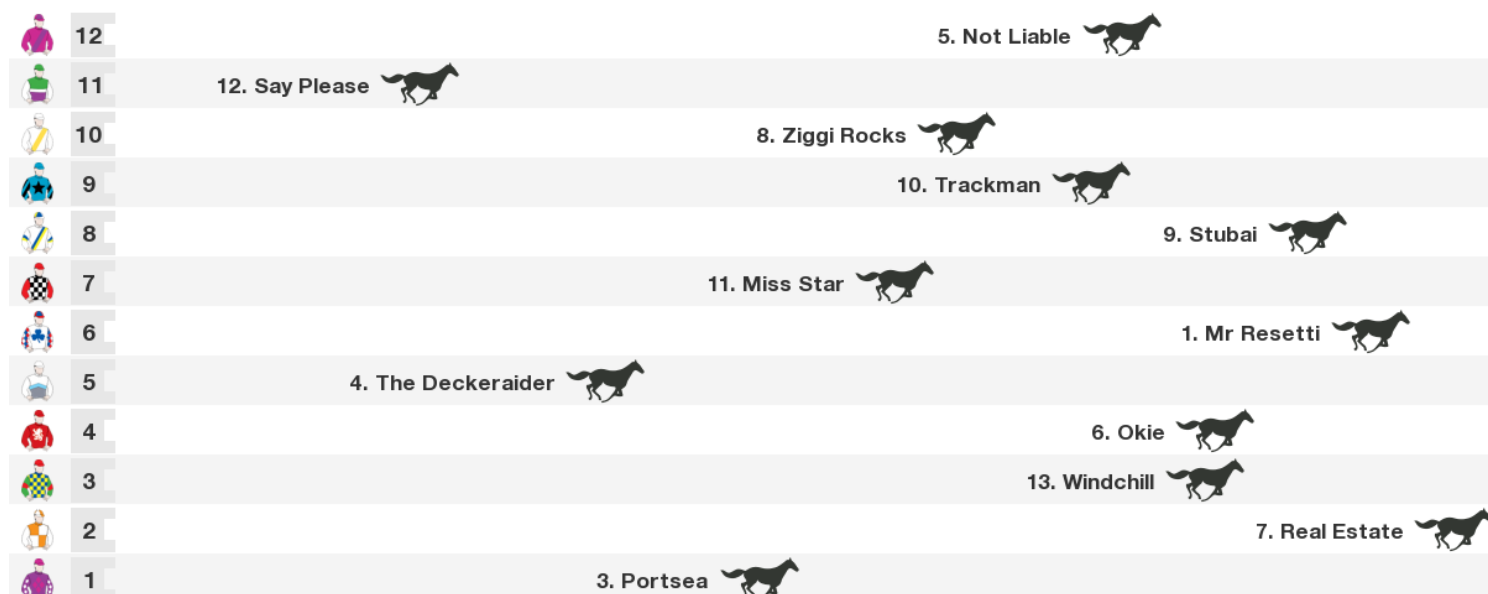 12 5. Not Liable
11 12. Say Please
10 8. Ziggi Rocks
9 10. Trackman
8 9. Stubai
7 11. Miss Star
6 1. Mr Resetti
5 4. The Deckeraider
4 6. Okie
3 13. Windchill
2 7. Real Estate
1 3. Portsea